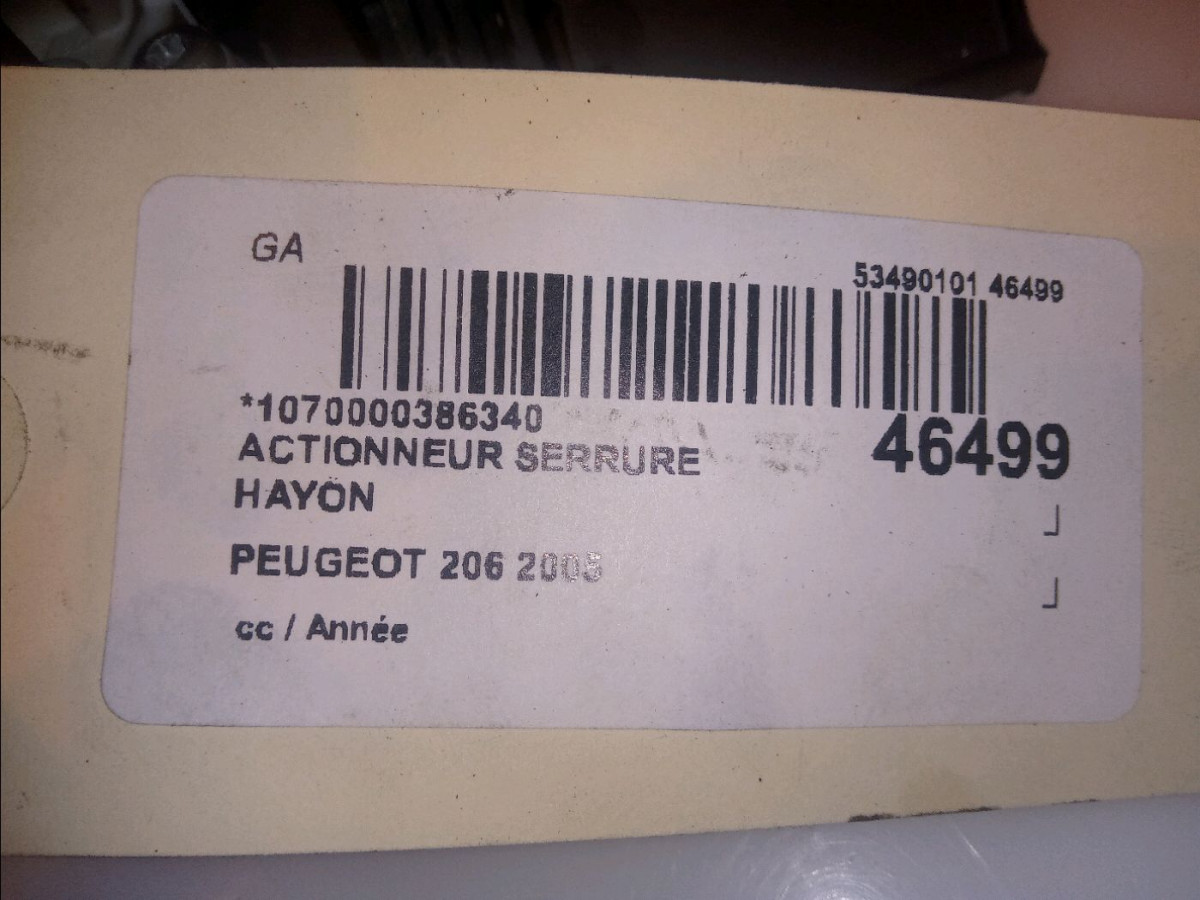 GA
53490101 46499
*1070000386340
46499
ACTIONNEUR SERRURE
HAYON
PEUGEOT 206 2005
cc / Année